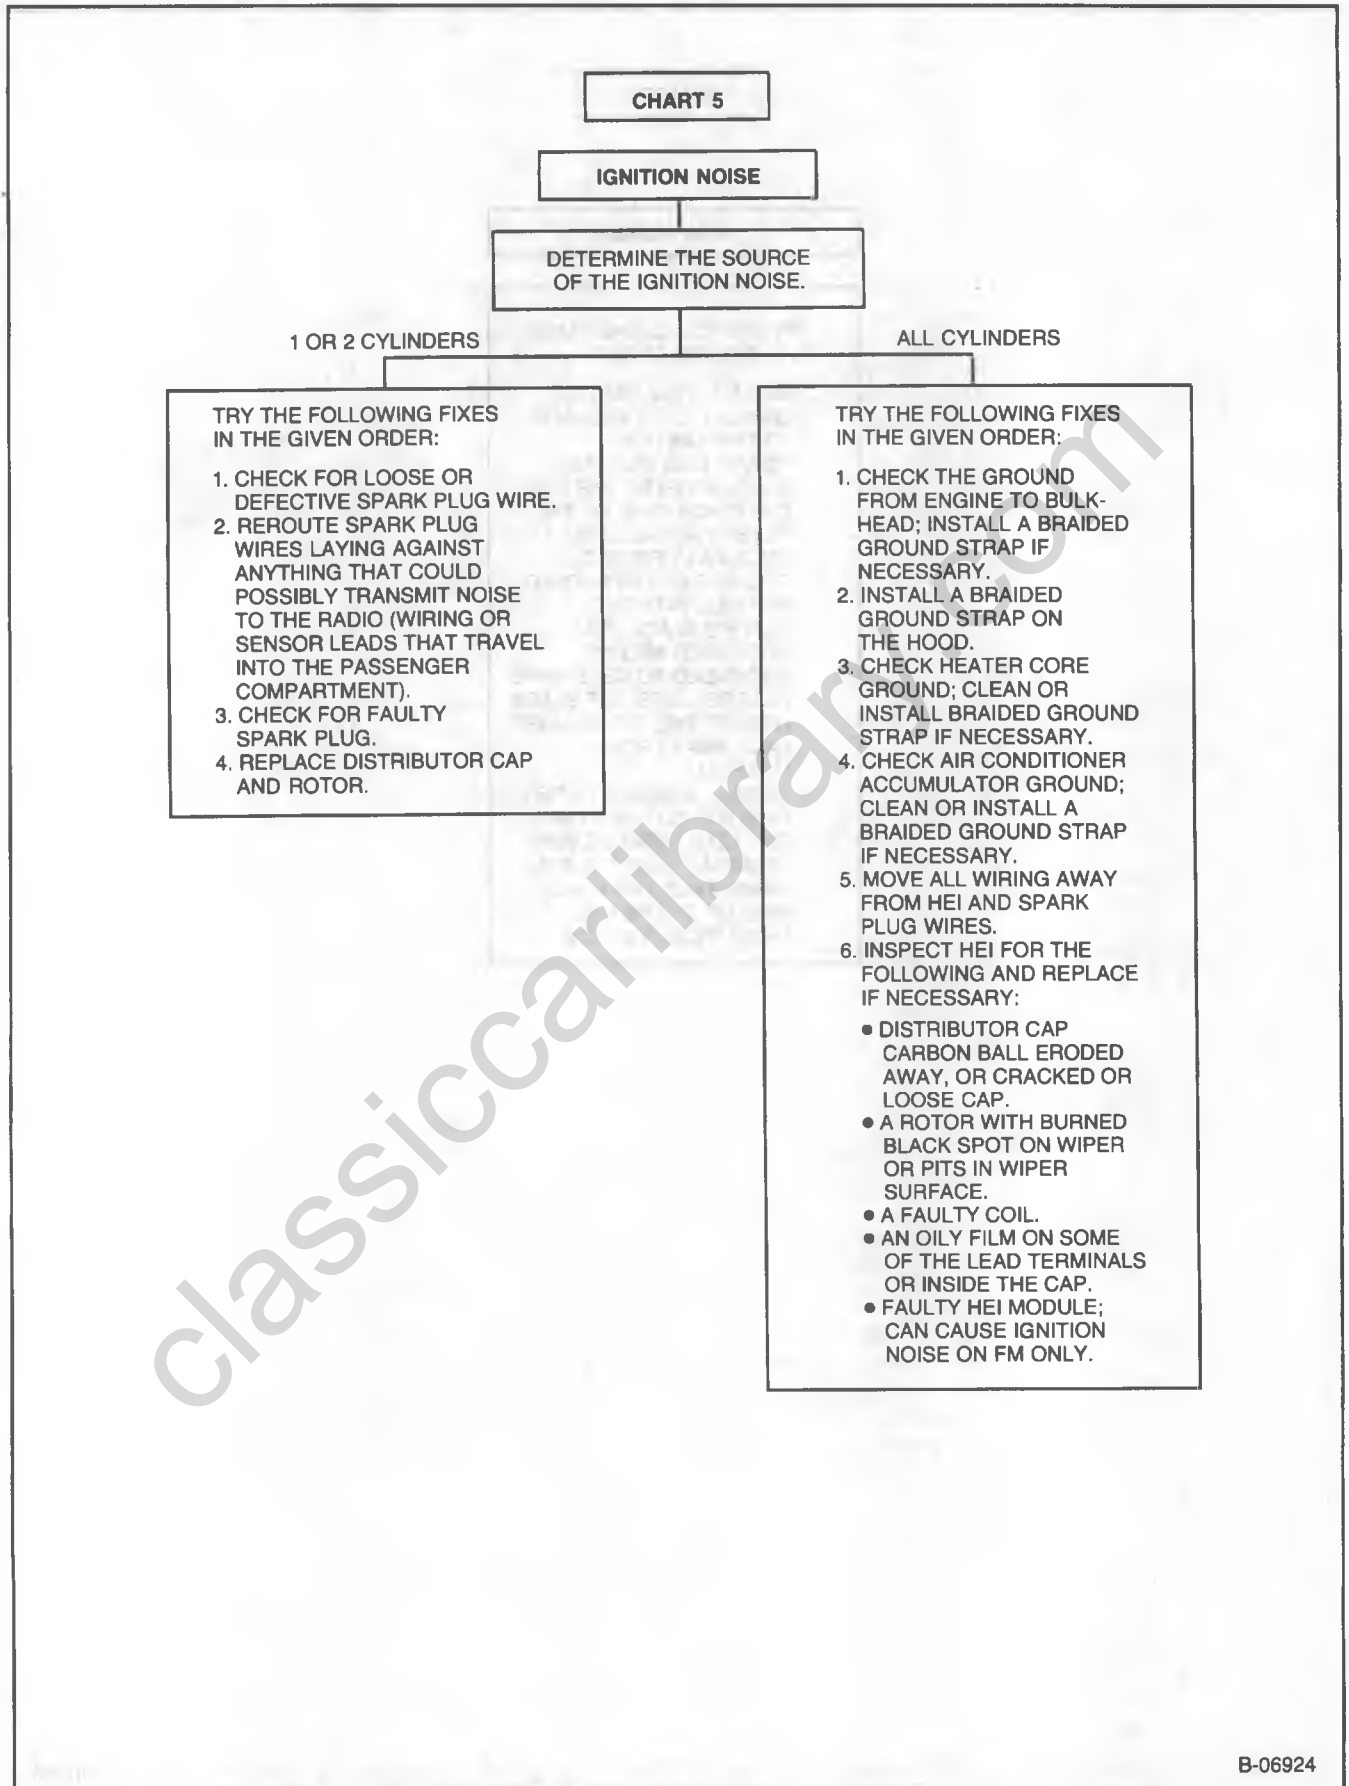 CHART 5
IGNITION NOISE
DETERMINE THE SOURCE
OF THE IGNITION NOISE.
1 OR 2 CYLINDERS
TRY THE FOLLOWING FIXES
IN THE GIVEN ORDER:
1. CHECK FOR LOOSE OR
DEFECTIVE SPARK PLUG WIRE.
2. REROUTE SPARK PLUG
WIRES LAYING AGAINST
ANYTHING THAT COULD
POSSIBLY TRANSMIT NOISE
TO THE RADIO (WIRING OR
SENSOR LEADS THAT TRAVEL
INTO THE PASSENGER
COMPARTMENT).
3. CHECK FOR FAULTY
SPARK PLUG.
4. REPLACE DISTRIBUTOR CAP
AND ROTOR.
ALL CYLINDERS
TRY THE FOLLOWING FIXES
IN THE GIVEN ORDER:
1. CHECK THE GROUND
FROM ENGINE TO BULK-
HEAD; INSTALL A BRAIDED
GROUND STRAP IF
NECESSARY.
2. INSTALL A BRAIDED
GROUND STRAP ON
THE HOOD.
3. CHECK HEATER CORE
GROUND; CLEAN OR
INSTALL BRAIDED GROUND
STRAP IF NECESSARY.
4. CHECK AIR CONDITIONER
ACCUMULATOR GROUND;
CLEAN OR INSTALL A
BRAIDED GROUND STRAP
IF NECESSARY.
5. MOVE ALL WIRING AWAY
FROM HEI AND SPARK
PLUG WIRES.
6. INSPECT HEI FOR THE
FOLLOWING AND REPLACE
IF NECESSARY:
● DISTRIBUTOR CAP
CARBON BALL ERODED
AWAY, OR CRACKED OR
LOOSE CAP.
● A ROTOR WITH BURNED
BLACK SPOT ON WIPER
OR PITS IN WIPER
SURFACE.
● A FAULTY COIL.
● AN OILY FILM ON SOME
OF THE LEAD TERMINALS
OR INSIDE THE CAP.
● FAULTY HEI MODULE;
CAN CAUSE IGNITION
NOISE ON FM ONLY.
classiccarlibrary.com
B-06924